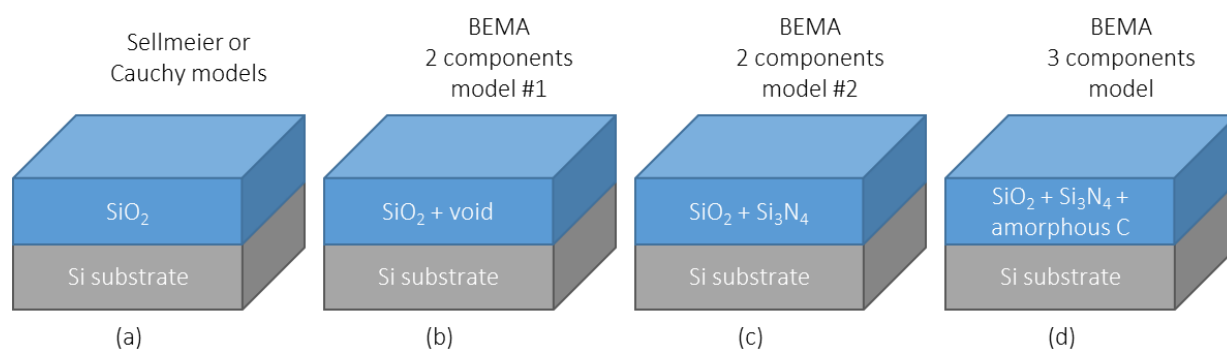 Sellmeier or
Cauchy models
BEMA
2 components
model #1
BEMA
2 components
model #2
BEMA
3 components
model
SiO₂
SiO₂ + void
SiO₂ + Si₃N₄
SiO₂ + Si₃N₄ +
amorphous C
Si substrate
Si substrate
Si substrate
Si substrate
(a)
(b)
(c)
(d)